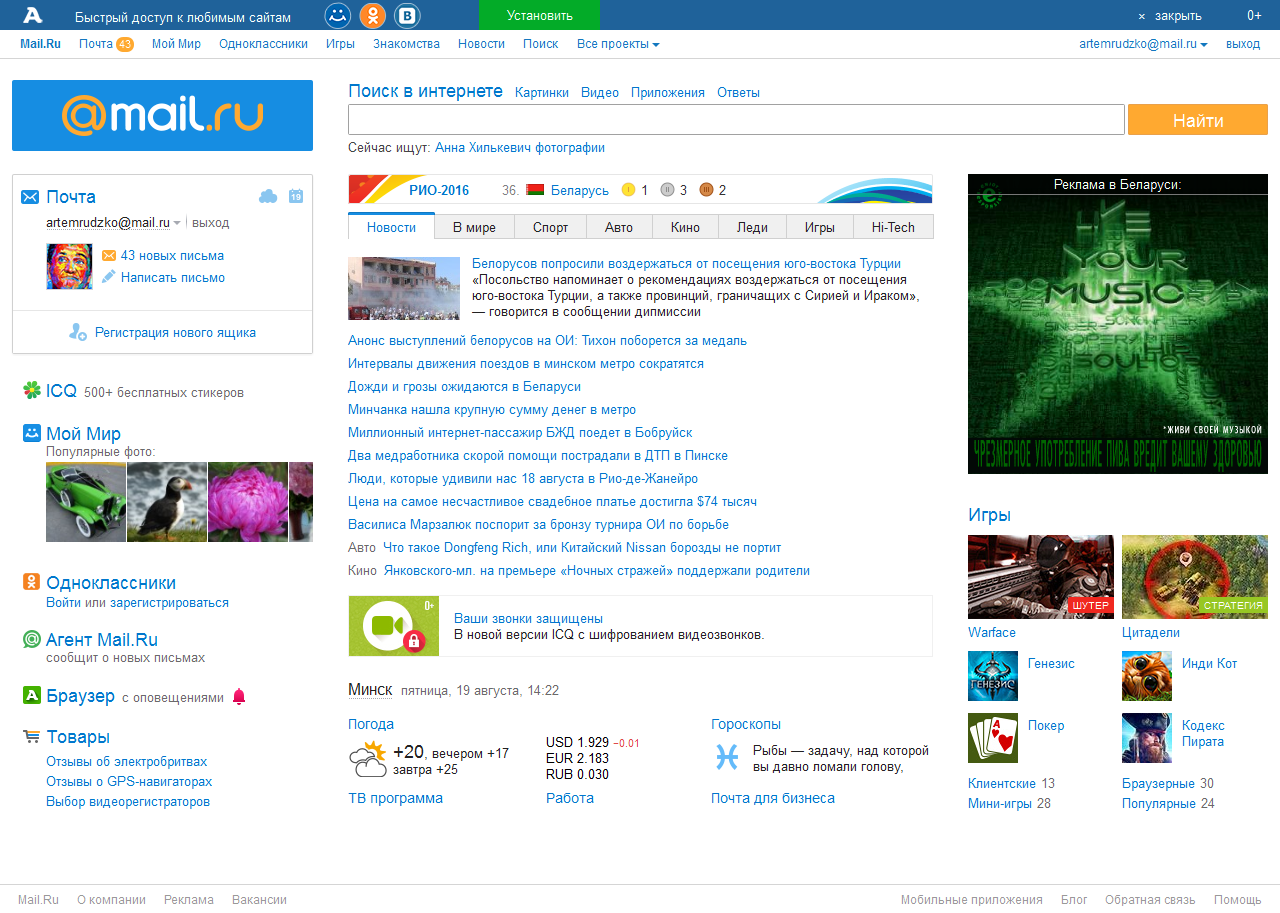 Быстрый доступ к любимым сайтам
Установить
× закрыть
0+
Mail.Ru Почта 43 Мой Мир Одноклассники Игры Знакомства Новости Поиск Все проекты
artemrudzko@mail.ru выход
@mail.ru
Поиск в интернете Картинки Видео Приложения Ответы
Найти
Сейчас ищут: Анна Хилькевич фотографии
Почта
19
artemrudzko@mail.ru выход
43 новых письма
Написать письмо
Регистрация нового ящика
ICQ 500+ бесплатных стикеров
Мой Мир
Популярные фото:
Одноклассники
Войти или зарегистрироваться
Агент Mail.Ru
сообщит о новых письмах
Браузер с оповещениями
Товары
Отзывы об электробритвах
Отзывы о GPS-навигаторах
Выбор видеорегистраторов
РИО-2016 36. Беларусь 1 3 2
Новости В мире Спорт Авто Кино Леди Игры Hi-Tech
Белорусов попросили воздержаться от посещения юго-востока Турции
«Посольство напоминает о рекомендациях воздержаться от посещения
юго-востока Турции, а также провинций, граничащих с Сирией и Ираком»,
— говорится в сообщении дипмиссии
Анонс выступлений белорусов на ОИ: Тихон поборется за медаль
Интервалы движения поездов в минском метро сократятся
Дожди и грозы ожидаются в Беларуси
Минчанка нашла крупную сумму денег в метро
Миллионный интернет-пассажир БЖД поедет в Бобруйск
Два медработника скорой помощи пострадали в ДТП в Пинске
Люди, которые удивили нас 18 августа в Рио-де-Жанейро
Цена на самое несчастливое свадебное платье достигла $74 тысяч
Василиса Марзалюк поспорит за бронзу турнира ОИ по борьбе
Авто Что такое Dongfeng Rich, или Китайский Nissan борозды не портит
Кино Янковского-мл. на премьере «Ночных стражей» поддержали родители
0+
Ваши звонки защищены
В новой версии ICQ с шифрованием видеозвонков.
Минск пятница, 19 августа, 14:22
Погода
+20, вечером +17
завтра +25
ТВ программа
USD 1.929 −0.01
EUR 2.183
RUB 0.030
Работа
Гороскопы
Рыбы — задачу, над которой
вы давно ломали голову,
Почта для бизнеса
Реклама в Беларуси:
LIVE
YOUR
MUSIC
*ЖИВИ СВОЕЙ МУЗЫКОЙ
ЧРЕЗМЕРНОЕ УПОТРЕБЛЕНИЕ ПИВА ВРЕДИТ ВАШЕМУ ЗДОРОВЬЮ
Игры
ШУТЕР
СТРАТЕГИЯ
Warface
Цитадели
ГЕНЕЗИС
Генезис
Инди Кот
A
Покер
Кодекс
Пирата
Клиентские 13
Браузерные 30
Мини-игры 28
Популярные 24
Mail.Ru О компании Реклама Вакансии
Мобильные приложения Блог Обратная связь Помощь